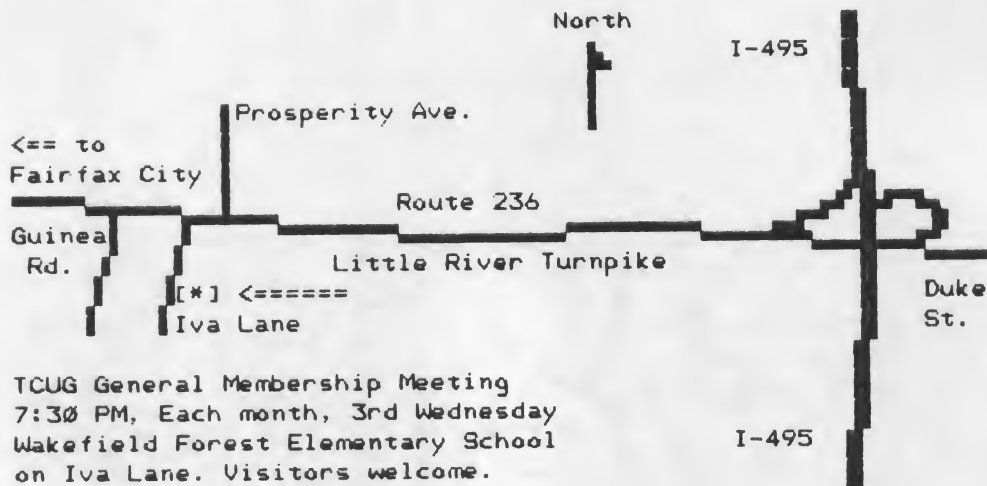 North
I-495
Prosperity Ave.
<== to
Fairfax City
Route 236
Guinea
Rd.
Little River Turnpike
[*] <======
Iva Lane
Duke
St.
TCUG General Membership Meeting
7:30 PM, Each month, 3rd Wednesday
Wakefield Forest Elementary School
on Iva Lane. Visitors welcome.
I-495